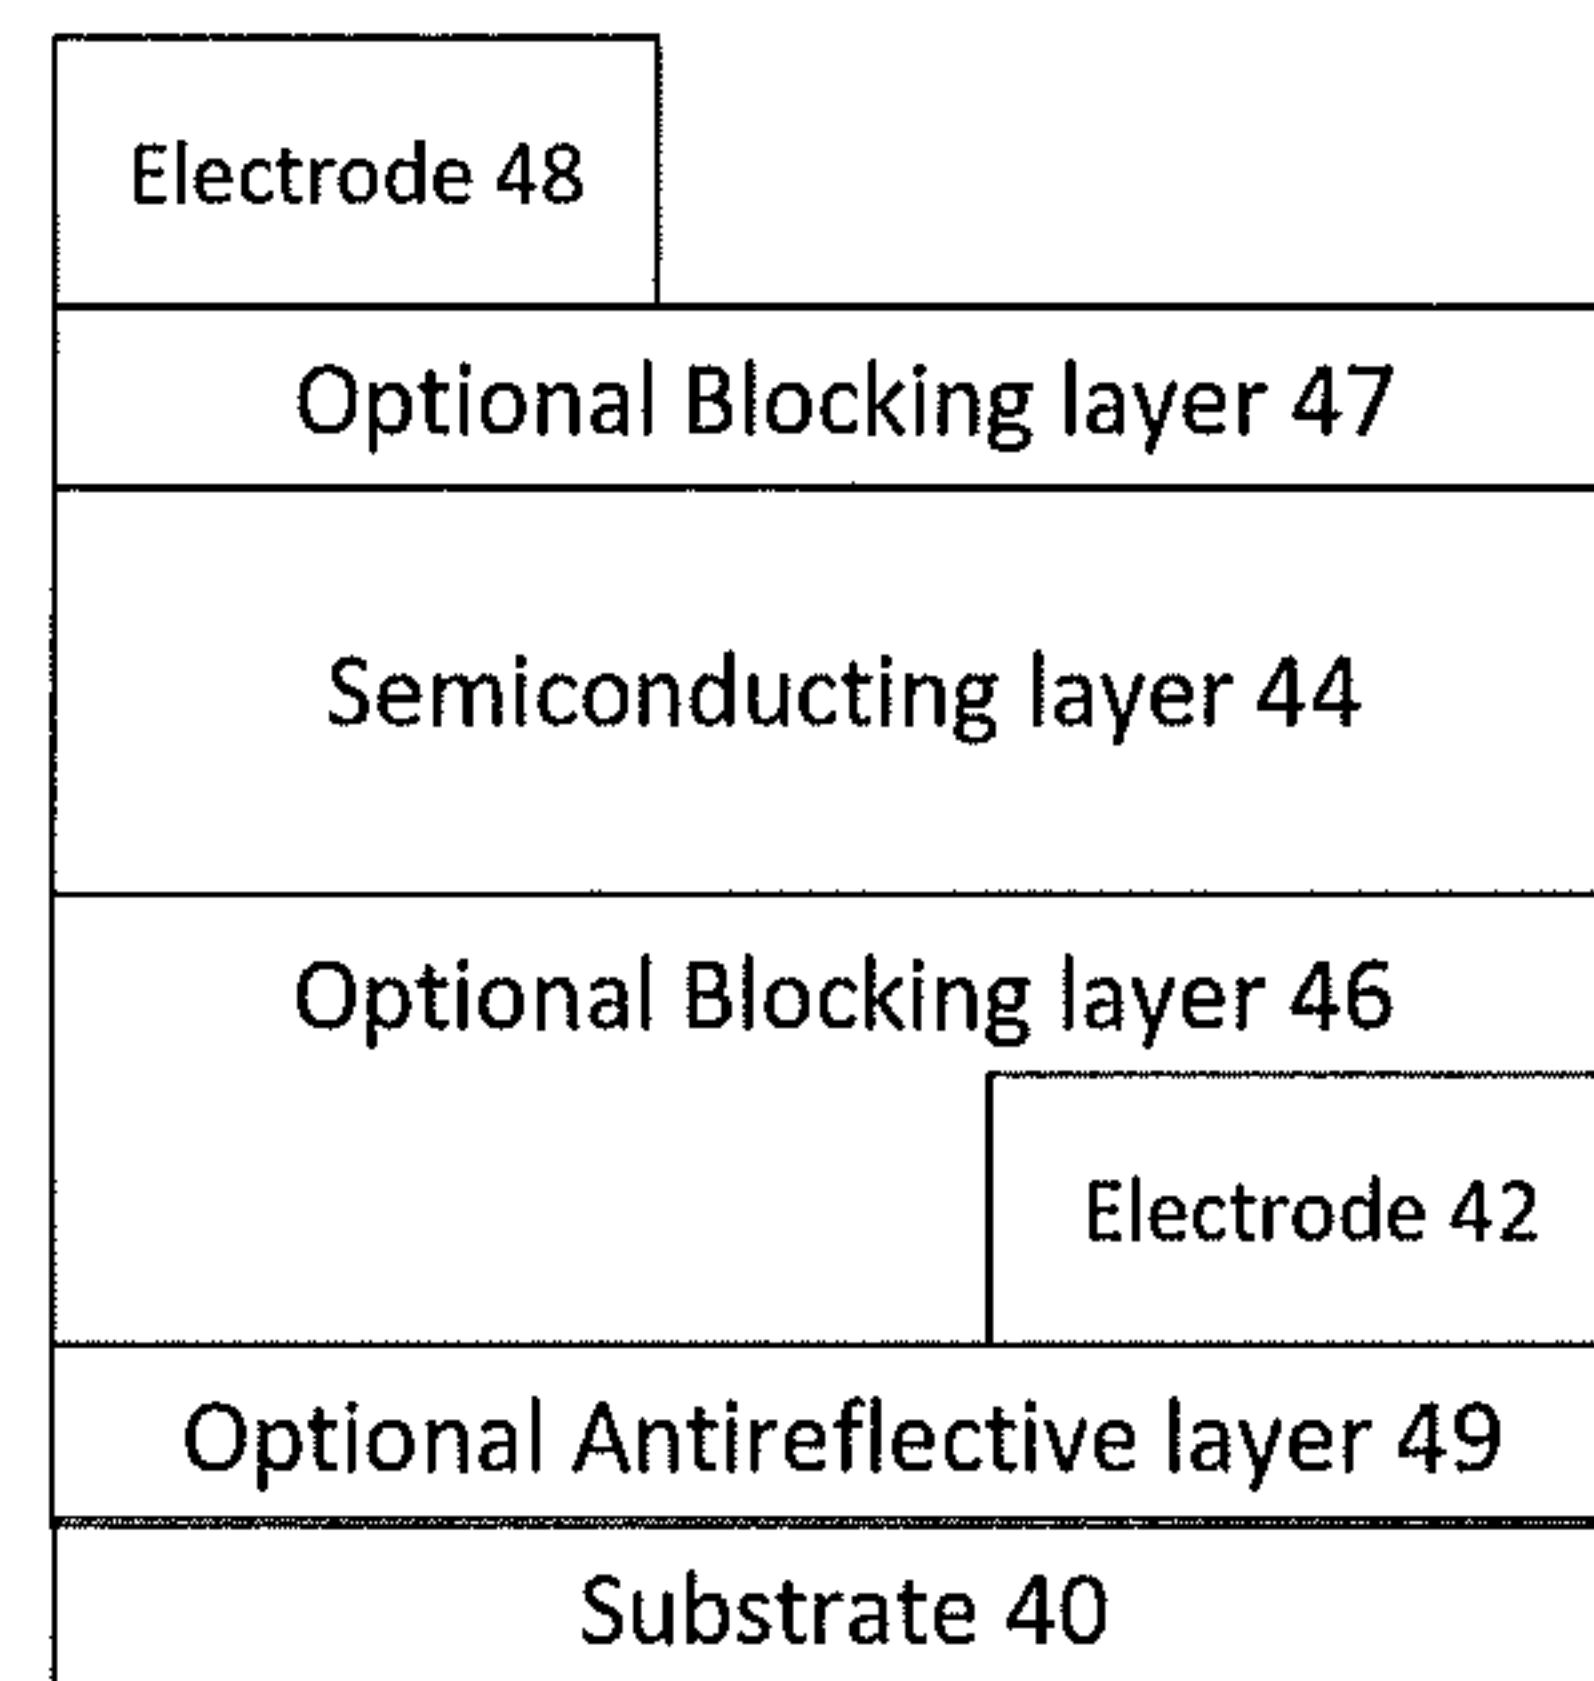 Electrode 48
Optional Blocking layer 47
Semiconducting layer 44
Optional Blocking layer 46
Electrode 42
Optional Antireflective layer 49
Substrate 40